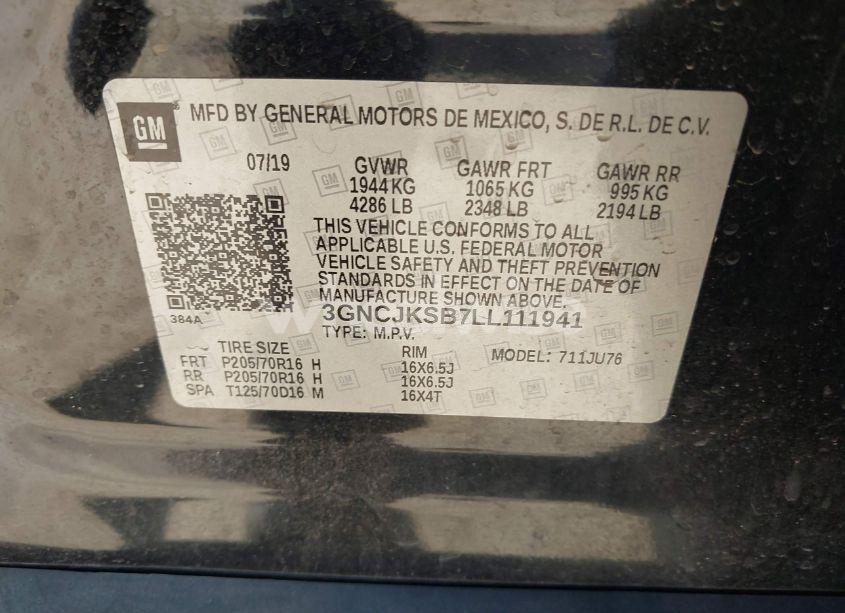 GM MFD BY GENERAL MOTORS DE MEXICO, S. DE R.L. DE C.V.
07/19 GVWR GAWR FRT GAWR RR
1944 KG 1065 KG 995 KG
4286 LB 2348 LB 2194 LB
THIS VEHICLE CONFORMS TO ALL
APPLICABLE U.S. FEDERAL MOTOR
VEHICLE SAFETY AND THEFT PREVENTION
STANDARDS IN EFFECT ON THE DATE OF
MANUFACTURE SHOWN ABOVE.
384A 3GNCJKSB7LL111941
TYPE: M.P.V.
TIRE SIZE RIM MODEL: 711JU76
FRT P205/70R16 H 16X6.5J
RR P205/70R16 H 16X6.5J
SPA T125/70D16 M 16X4T